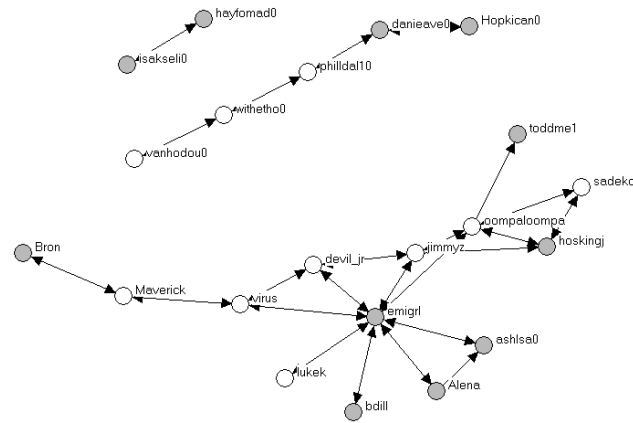 hayfomad0
danieave0
Hopkican0
isakseli0
philldal10
withetho0
vanhodou0
toddme1
sadekc
oompaloompa
hoskingj
Bron
devil_jr
jimmyz
Maverick
virus
emigrl
ashlsa0
lukek
Alena
bdill